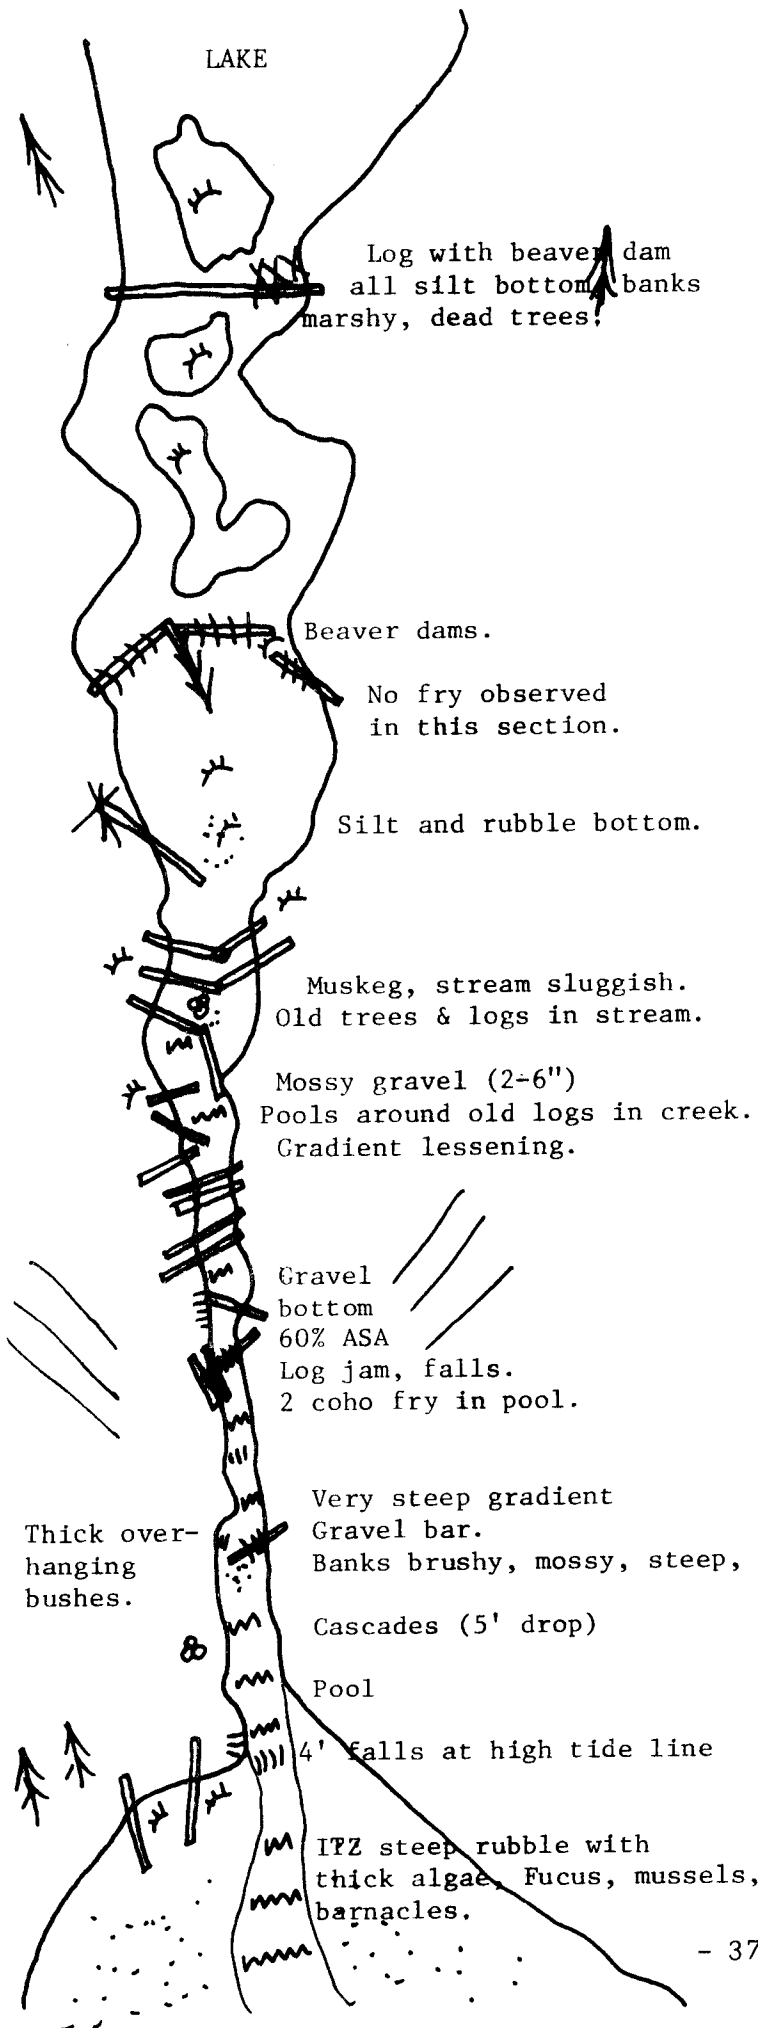 LAKE
Log with beaver dam
all silt bottom, banks
marshy, dead trees.
Beaver dams.
No fry observed
in this section.
Silt and rubble bottom.
Muskeg, stream sluggish.
Old trees & logs in stream.
Mossy gravel (2-6")
Pools around old logs in creek.
Gradient lessening.
Gravel
bottom
60% ASA
Log jam, falls.
2 coho fry in pool.
Very steep gradient
Gravel bar.
Banks brushy, mossy, steep,
Thick over-
hanging
bushes.
Cascades (5' drop)
Pool
4' falls at high tide line
ITZ steep rubble with
thick algae, Fucus, mussels,
barnacles.
- 37